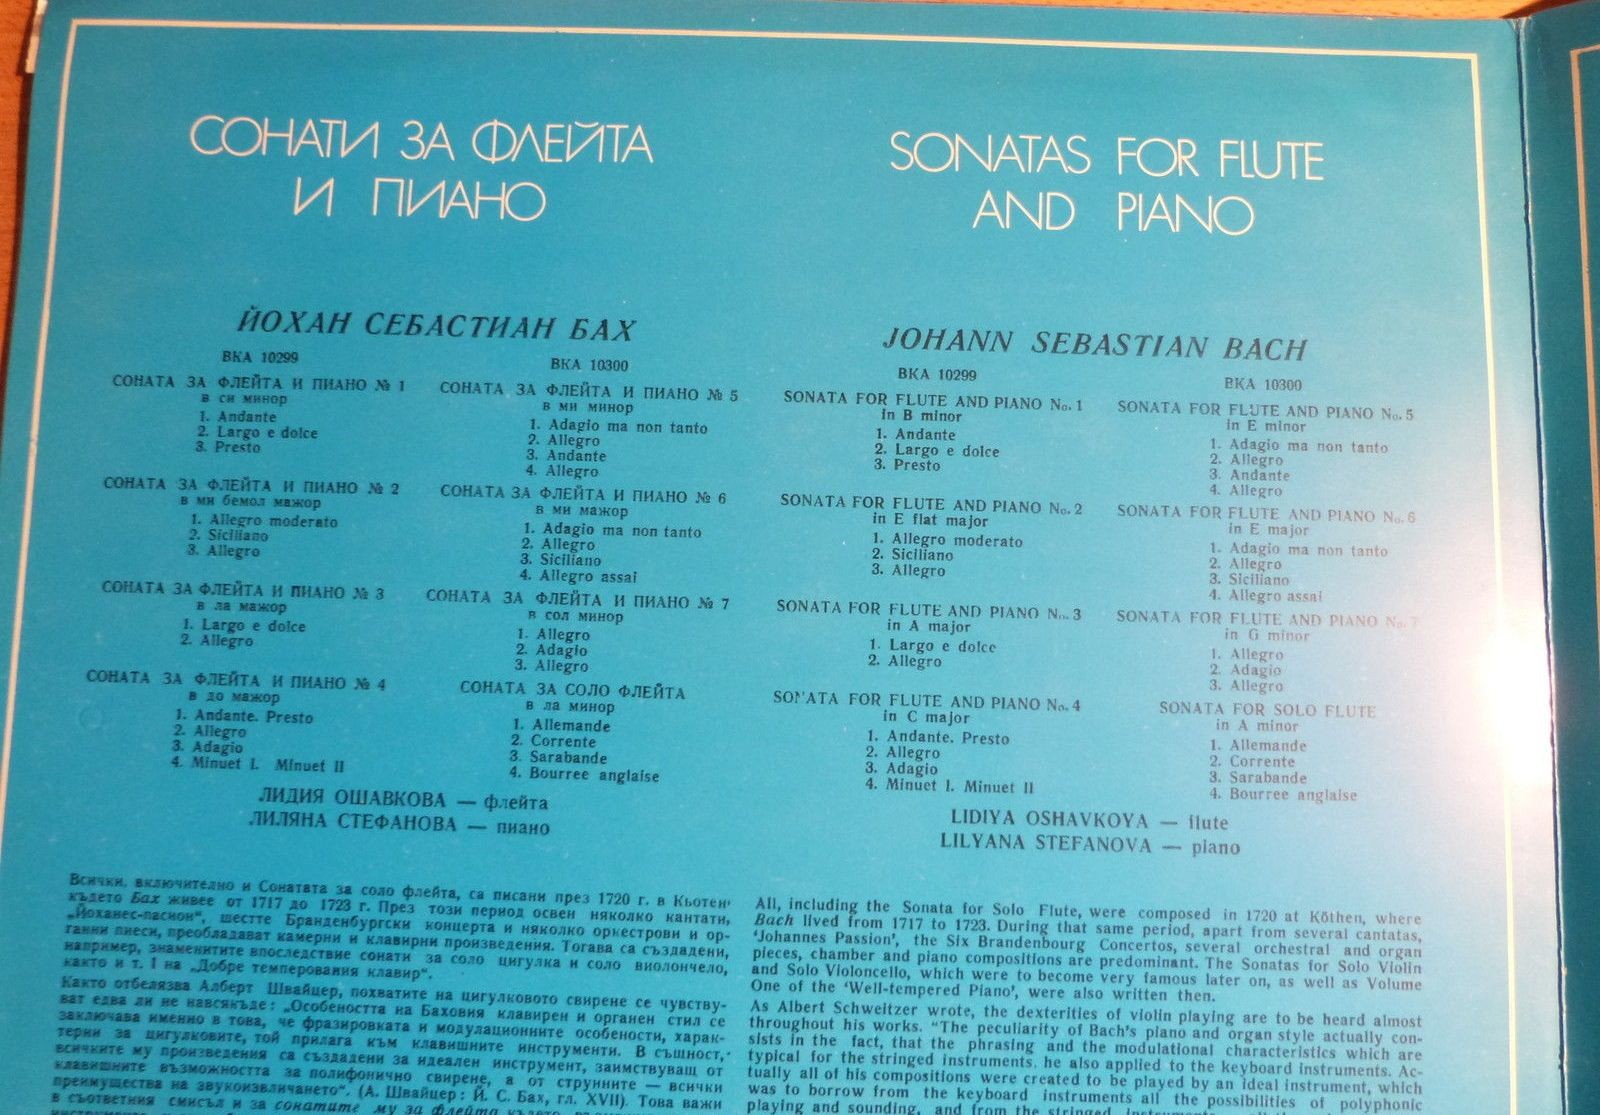 СОНАТИ ЗА ФЛЕЙТА
И ПИАНО
ЙОХАН СЕБАСТИАН БАХ
ВКА 10299
СОНАТА ЗА ФЛЕЙТА И ПИАНО № 1
в си минор
1. Andante
2. Largo e dolce
3. Presto
СОНАТА ЗА ФЛЕЙТА И ПИАНО № 2
в ми бемол мажор
1. Allegro moderato
2. Siciliano
3. Allegro
СОНАТА ЗА ФЛЕЙТА И ПИАНО № 3
в ла мажор
1. Largo e dolce
2. Allegro
СОНАТА ЗА ФЛЕЙТА И ПИАНО № 4
в до мажор
1. Andante. Presto
2. Allegro
3. Adagio
4. Minuet I. Minuet II
ВКА 10300
СОНАТА ЗА ФЛЕЙТА И ПИАНО № 5
в ми минор
1. Adagio ma non tanto
2. Allegro
3. Andante
4. Allegro
СОНАТА ЗА ФЛЕЙТА И ПИАНО № 6
в ми мажор
1. Adagio ma non tanto
2. Allegro
3. Siciliano
4. Allegro assai
СОНАТА ЗА ФЛЕЙТА И ПИАНО № 7
в сол минор
1. Allegro
2. Adagio
3. Allegro
СОНАТА ЗА СОЛО ФЛЕЙТА
в ла минор
1. Allemande
2. Corrente
3. Sarabande
4. Bourree anglaise
ЛИДИЯ ОШАВКОВА — флейта
ЛИЛЯНА СТЕФАНОВА — пиано
Всички, включително и Сонатата за соло флейта, са писани през 1720 г. в Кьотен,
където Бах живее от 1717 до 1723 г. През този период освен няколко кантати,
„Йоханес-пасион“, шестте Бранденбургски концерта и няколко оркестрови и ор-
ганни пиеси, преобладават камерни и клавирни произведения. Тогава са създадени,
например, знаменитите впоследствие сонати за соло цигулка и соло виолончело,
както и т. I на „Добре темперования клавир“.
Както отбелязва Алберт Швайцер, похватите на цигулковото свирене се чувству-
ват едва ли не навсякъде: „Особеността на Баховия клавирен и органен стил се
заключава именно в това, че фразировката и модулационните особености, харак-
терни за цигулковите, той прилага към клавишните инструменти. В същност,
всичките му произведения са създадени за идеален инструмент, заимствуващ от
клавишните възможността за полифонично свирене, а от струнните — всички
преимущества на звукоизвличането“. (А. Швайцер: Й. С. Бах, гл. XVII). Това важи
в съответния смисъл и за сонатите му за флейта
SONATAS FOR FLUTE
AND PIANO
JOHANN SEBASTIAN BACH
BKA 10299
SONATA FOR FLUTE AND PIANO No. 1
in B minor
1. Andante
2. Largo e dolce
3. Presto
SONATA FOR FLUTE AND PIANO No. 2
in E flat major
1. Allegro moderato
2. Siciliano
3. Allegro
SONATA FOR FLUTE AND PIANO No. 3
in A major
1. Largo e dolce
2. Allegro
SONATA FOR FLUTE AND PIANO No. 4
in C major
1. Andante. Presto
2. Allegro
3. Adagio
4. Minuet I. Minuet II
BKA 10300
SONATA FOR FLUTE AND PIANO No. 5
in E minor
1. Adagio ma non tanto
2. Allegro
3. Andante
4. Allegro
SONATA FOR FLUTE AND PIANO No. 6
in E major
1. Adagio ma non tanto
2. Allegro
3. Siciliano
4. Allegro assai
SONATA FOR FLUTE AND PIANO No. 7
in G minor
1. Allegro
2. Adagio
3. Allegro
SONATA FOR SOLO FLUTE
in A minor
1. Allemande
2. Corrente
3. Sarabande
4. Bourree anglaise
LIDIYA OSHAVKOYA — flute
LILYANA STEFANOVA — piano
All, including the Sonata for Solo Flute, were composed in 1720 at Köthen, where
Bach lived from 1717 to 1723. During that same period, apart from several cantatas,
'Johannes Passion', the Six Brandenbourg Concertos, several orchestral and organ
pieces, chamber and piano compositions are predominant. The Sonatas for Solo Violin
and Solo Violoncello, which were to become very famous later on, as well as Volume
One of the 'Well-tempered Piano', were also written then.
As Albert Schweitzer wrote, the dexterities of violin playing are to be heard almost
throughout his works. "The peculiarity of Bach's piano and organ style actually con-
sists in the fact, that the phrasing and the modulational characteristics which are
typical for the stringed instruments, he also applied to the keyboard instruments. Ac-
tually all of his compositions were created to be played by an ideal instrument, which
was to borrow from the keyboard instruments all the possibilities of polyphonic
playing and sounding, and from the stringed